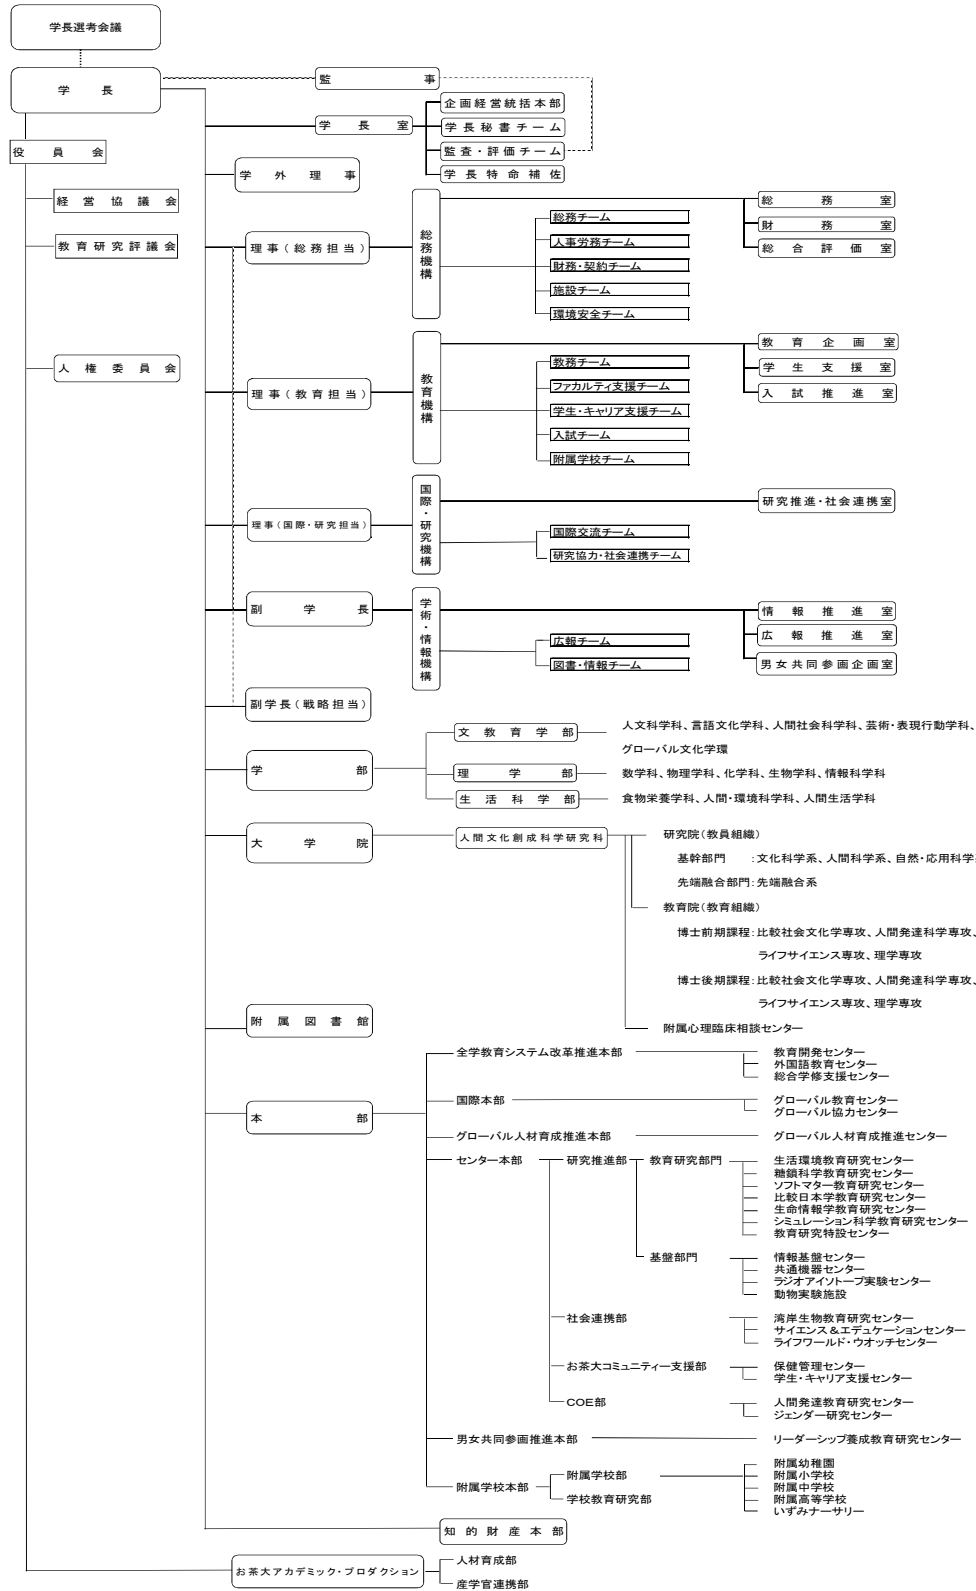 学長選考会議
学長
監事
企画経営統括本部
学長室
学長秘書チーム
役員会
監査・評価チーム
学外理事
学長特命補佐
経営協議会
総務室
総務チーム
財務室
教育研究評議会
理事(総務担当)
総務機構
人事労務チーム
総合評価室
財務・契約チーム
施設チーム
環境安全チーム
教育企画室
人権委員会
教務チーム
学生支援室
理事(教育担当)
教育機構
ファカルティ支援チーム
入試推進室
学生・キャリア支援チーム
入試チーム
附属学校チーム
研究推進・社会連携室
理事(国際・研究担当)
国際・研究機構
国際交流チーム
研究協力・社会連携チーム
副学長
学術・情報機構
情報推進室
広報チーム
広報推進室
図書・情報チーム
男女共同参画企画室
副学長(戦略担当)
文教育学部
人文科学科、言語文化学科、人間社会科学科、芸術・表現行動学科、
グローバル文化学環
学部
理学部
数学科、物理学科、化学科、生物学科、情報科学科
生活科学部
食物栄養学科、人間・環境科学科、人間生活学科
大学院
人間文化創成科学研究科
研究院(教員組織)
基幹部門 :文化科学系、人間科学系、自然・応用科学
先端融合部門:先端融合系
教育院(教育組織)
博士前期課程:比較社会文化学専攻、人間発達科学専攻、
ライフサイエンス専攻、理学専攻
博士後期課程:比較社会文化学専攻、人間発達科学専攻、
ライフサイエンス専攻、理学専攻
附属図書館
附属心理臨床相談センター
全学教育システム改革推進本部
教育開発センター
外国語教育センター
総合学修支援センター
国際本部
グローバル教育センター
グローバル協力センター
本部
グローバル人材育成推進本部
グローバル人材育成推進センター
センター本部
研究推進部
教育研究部門
生活環境教育研究センター
糖鎖科学教育研究センター
ソフトマター教育研究センター
比較日本学教育研究センター
生命情報学教育研究センター
シミュレーション科学教育研究センター
教育研究特設センター
基盤部門
情報基盤センター
共通機器センター
ラジオアイソトープ実験センター
動物実験施設
社会連携部
湾岸生物教育研究センター
サイエンス&エデュケーションセンター
ライフワールド・ウオッチセンター
お茶大コミュニティー支援部
保健管理センター
学生・キャリア支援センター
COE部
人間発達教育研究センター
ジェンダー研究センター
男女共同参画推進本部
リーダーシップ養成教育研究センター
附属学校本部
附属学校部
附属幼稚園
附属小学校
附属中学校
学校教育研究部
附属高等学校
いずみナーサリー
知的財産本部
お茶大アカデミック・プロダクション
人材育成部
産学官連携部